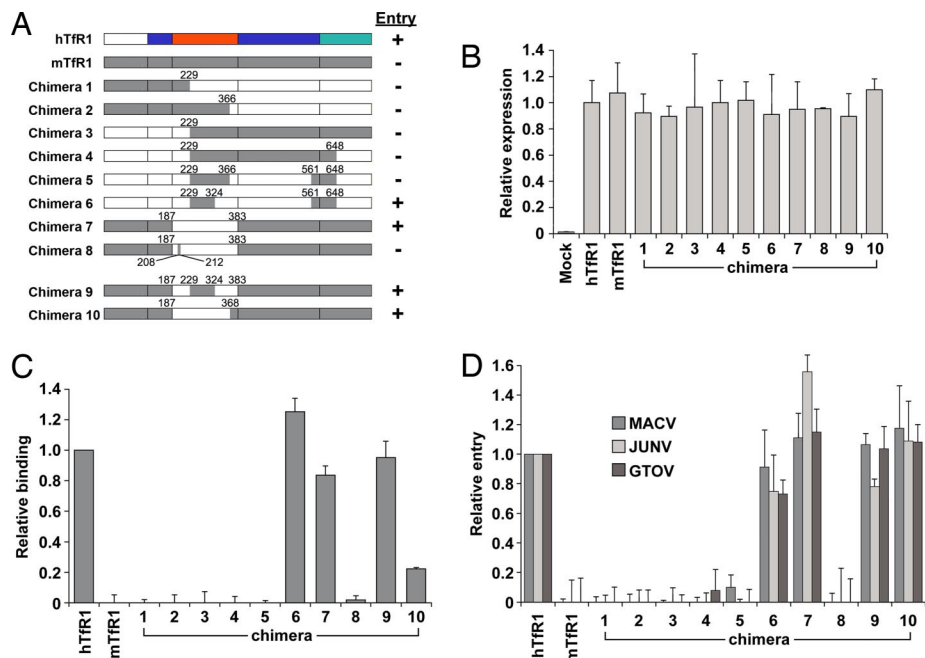 A
Entry
hTfR1 +
mTfR1 -
229
Chimera 1 -
366
Chimera 2 -
229
Chimera 3 -
229 648
Chimera 4 -
229 366 561 648
Chimera 5 -
229 324 561 648
Chimera 6 +
187 383
Chimera 7 +
187 383
Chimera 8 -
208 212
187 229 324 383
Chimera 9 +
187 368
Chimera 10 +
B
Relative expression
1.4
1.2
1.0
0.8
0.6
0.4
0.2
0
Mock hTfR1 mTfR1 1 2 3 4 5 6 7 8 9 10
chimera
C
Relative binding
1.4
1.2
1.0
0.8
0.6
0.4
0.2
0
hTfR1 mTfR1 1 2 3 4 5 6 7 8 9 10
chimera
D
Relative entry
1.6
1.4
1.2
1.0
0.8
0.6
0.4
0.2
0
MACV
JUNV
GTOV
hTfR1 mTfR1 1 2 3 4 5 6 7 8 9 10
chimera